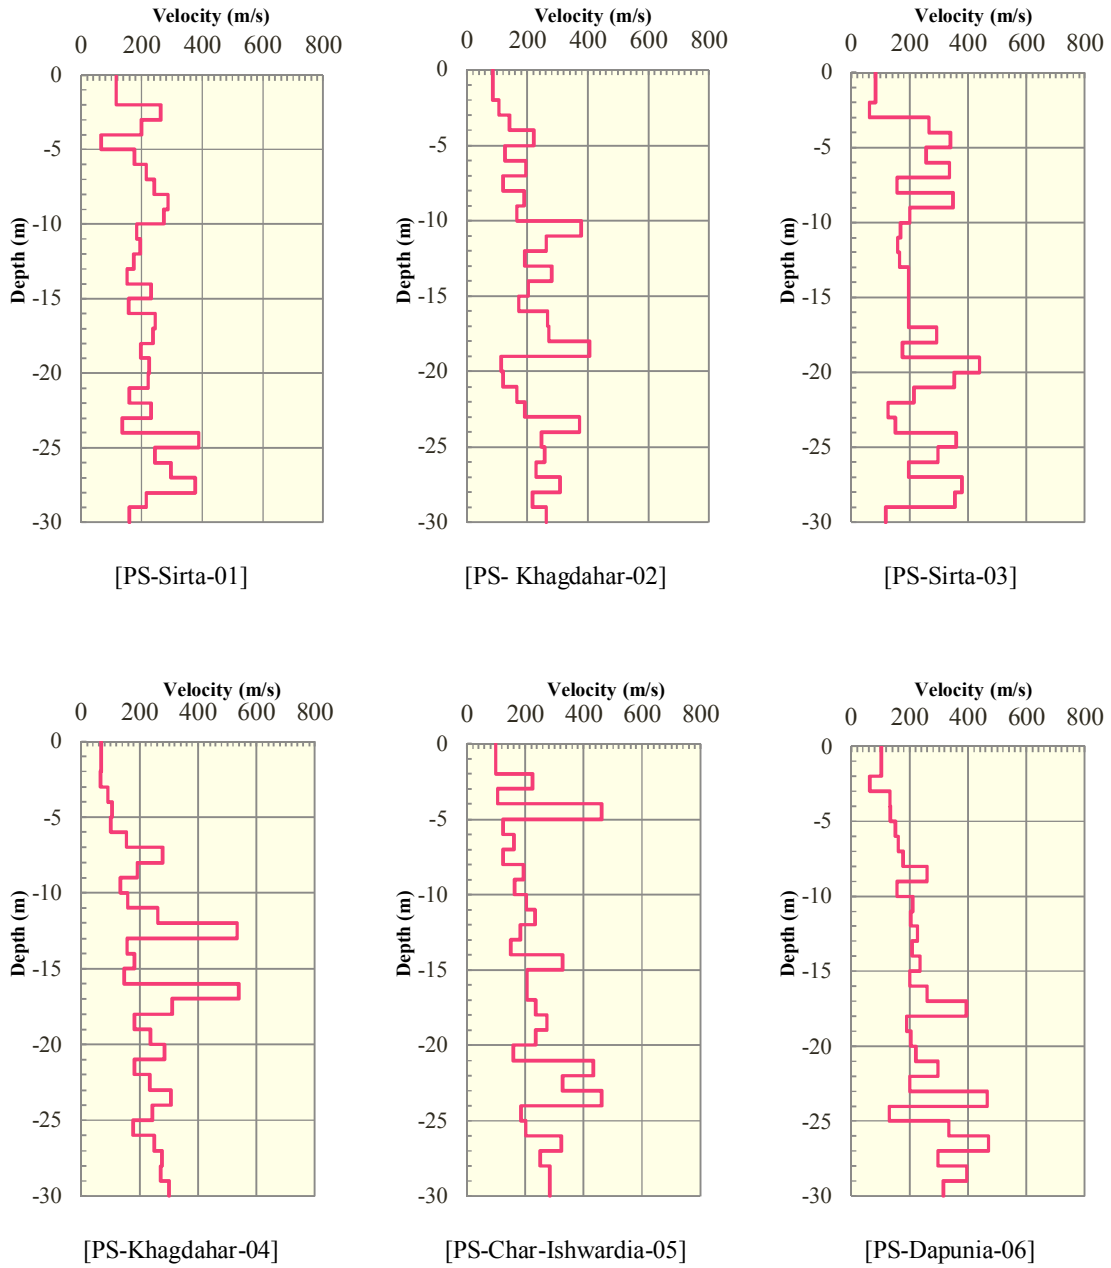 Velocity (m/s)
0 200 400 600 800
0
-5
-10
-15
-20
-25
-30
Depth (m)
[PS-Sirta-01]
Velocity (m/s)
0 200 400 600 800
0
-5
-10
-15
-20
-25
-30
Depth (m)
[PS- Khagdahar-02]
Velocity (m/s)
0 200 400 600 800
0
-5
-10
-15
-20
-25
-30
Depth (m)
[PS-Sirta-03]
Velocity (m/s)
0 200 400 600 800
0
-5
-10
-15
-20
-25
-30
Depth (m)
[PS-Khagdahar-04]
Velocity (m/s)
0 200 400 600 800
0
-5
-10
-15
-20
-25
-30
Depth (m)
[PS-Char-Ishwardia-05]
Velocity (m/s)
0 200 400 600 800
0
-5
-10
-15
-20
-25
-30
Depth (m)
[PS-Dapunia-06]